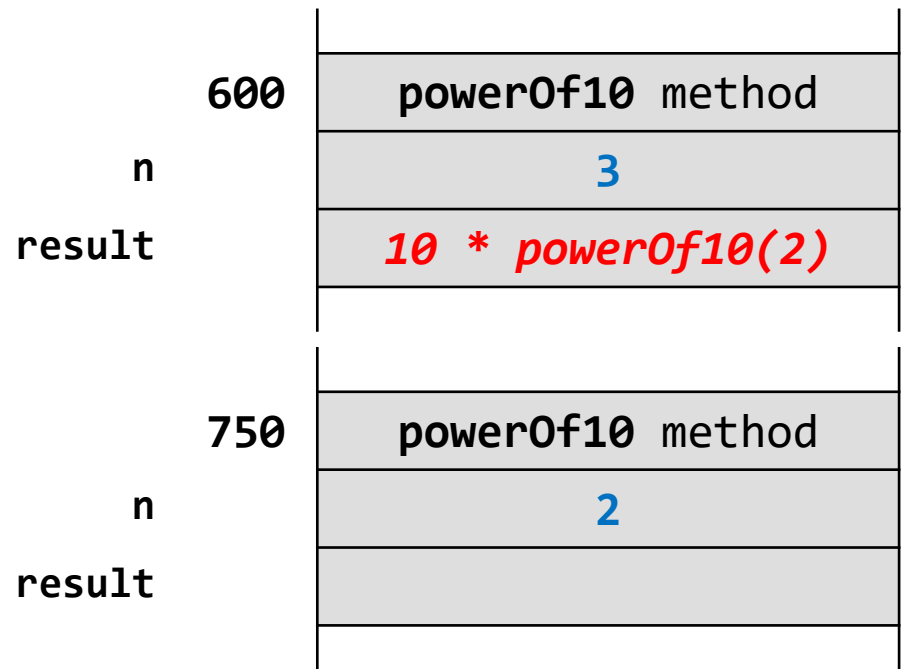 600 powerOf10 method
n 3
result 10 * powerOf10(2)
750 powerOf10 method
n 2
result